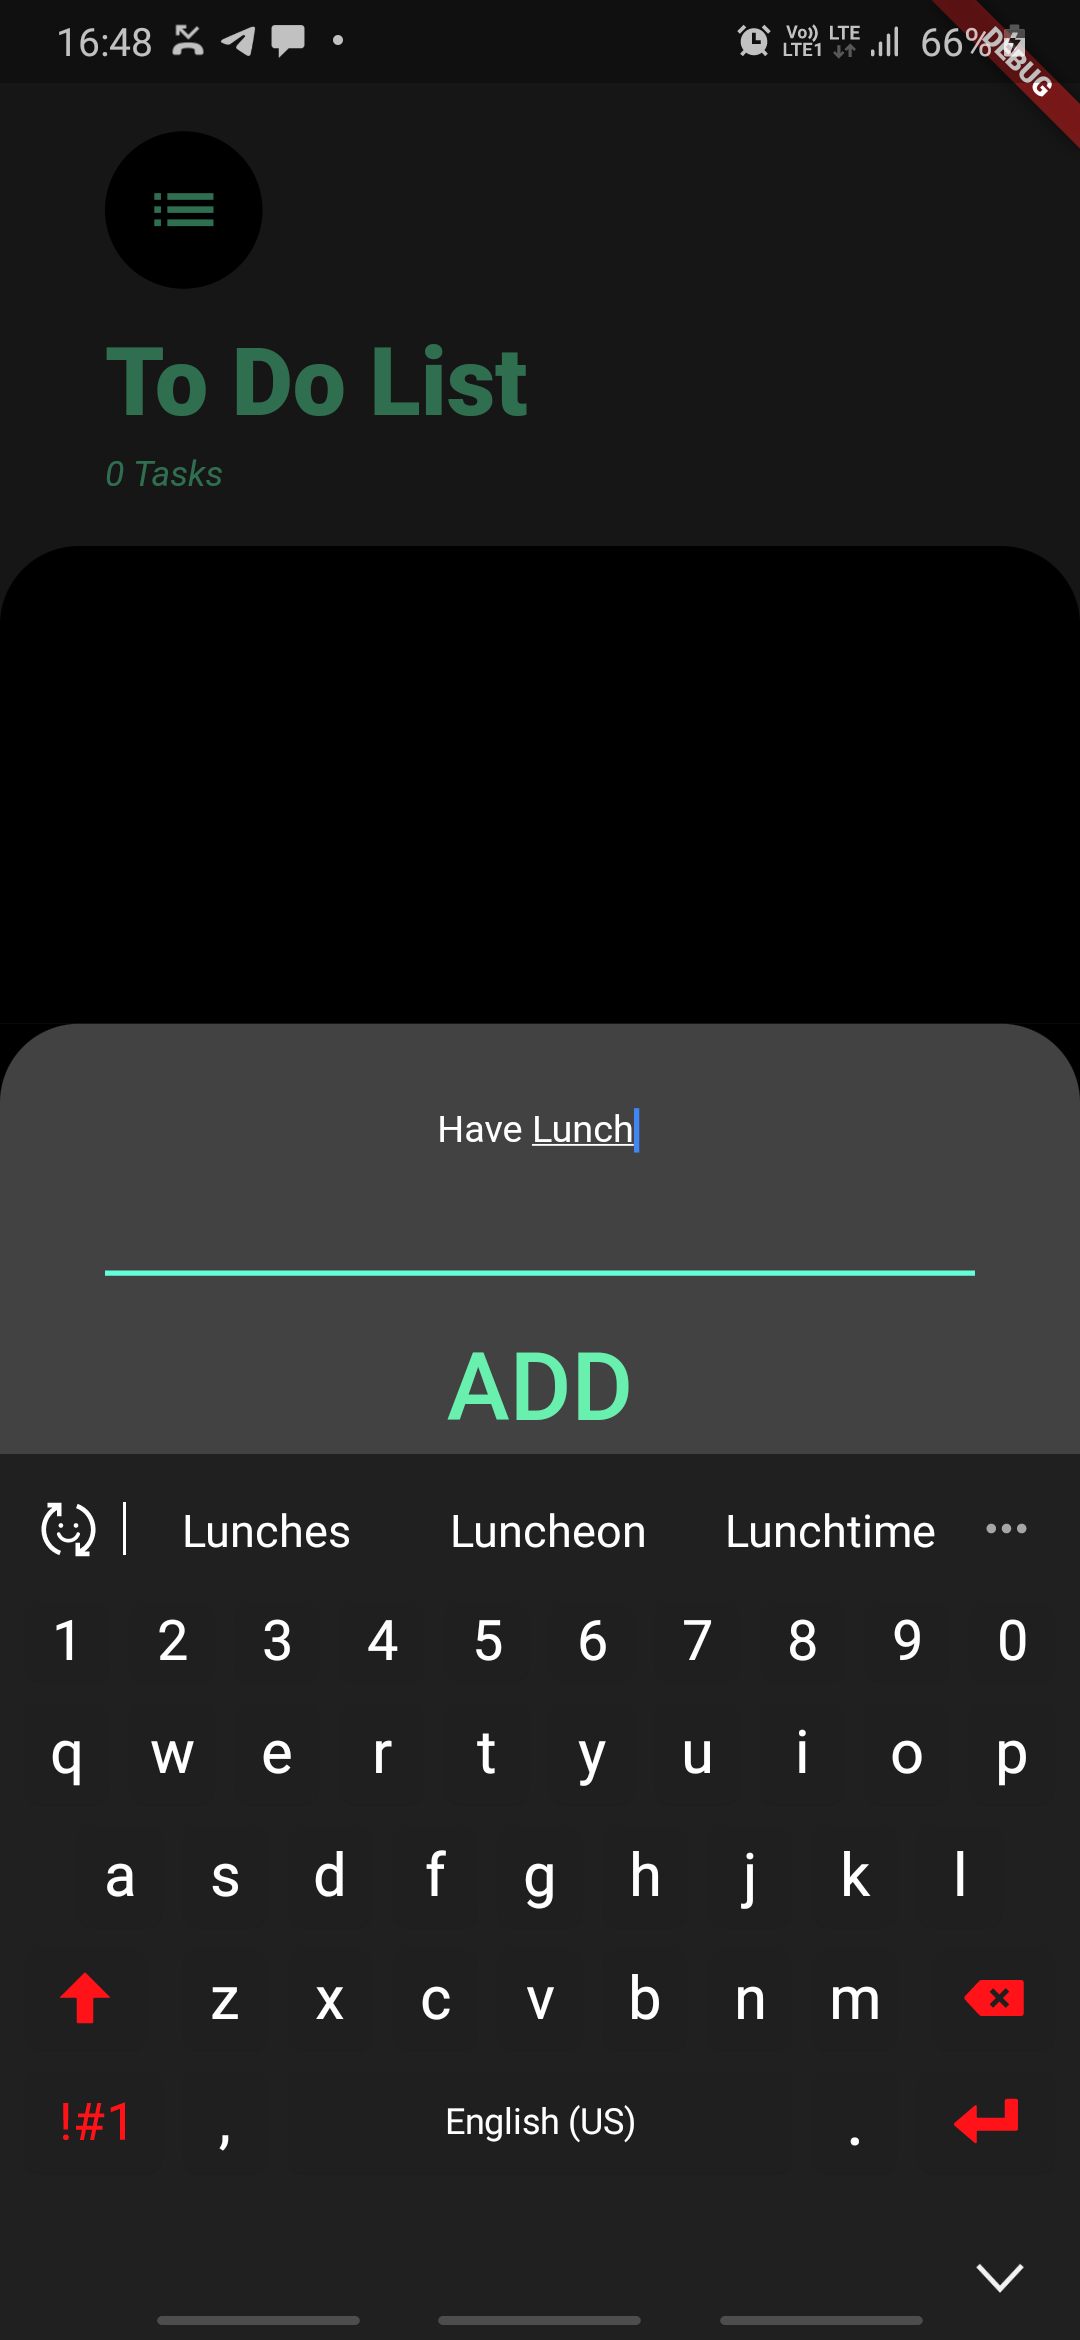 16:48 Vo)) LTE1 LTE 66%
DEBUG
To Do List
0 Tasks
Have Lunch
ADD
Lunches Luncheon Lunchtime
1 2 3 4 5 6 7 8 9 0
q w e r t y u i o p
a s d f g h j k l
z x c v b n m
!#1 , English (US) .